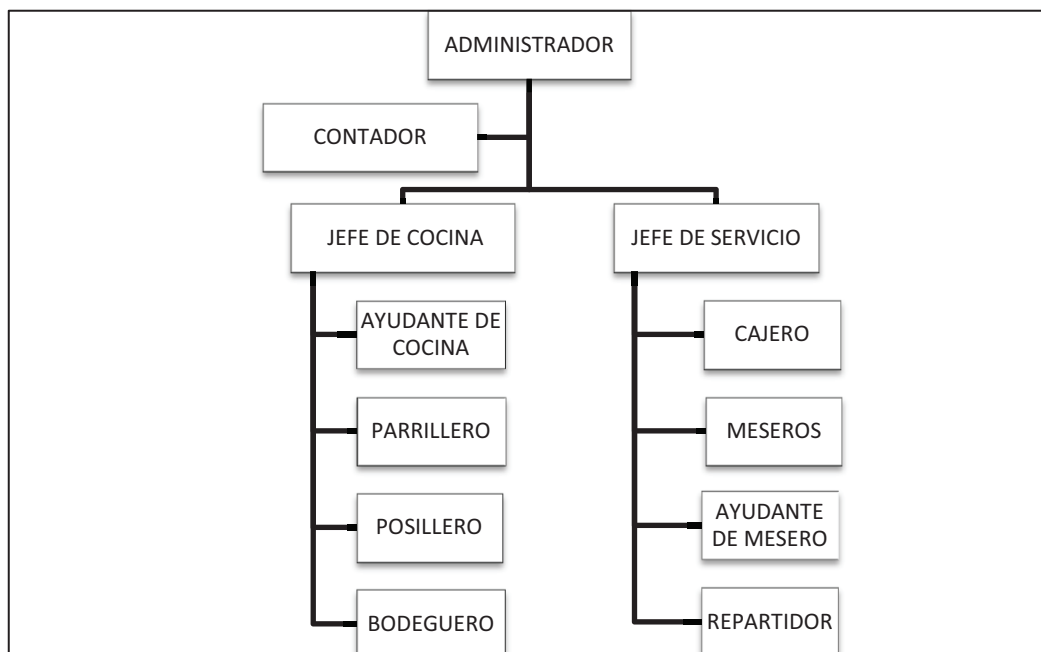 ADMINISTRADOR
CONTADOR
JEFE DE COCINA
AYUDANTE DE
COCINA
PARRILLERO
POSILLERO
BODEGUERO
JEFE DE SERVICIO
CAJERO
MESEROS
AYUDANTE
DE MESERO
REPARTIDOR